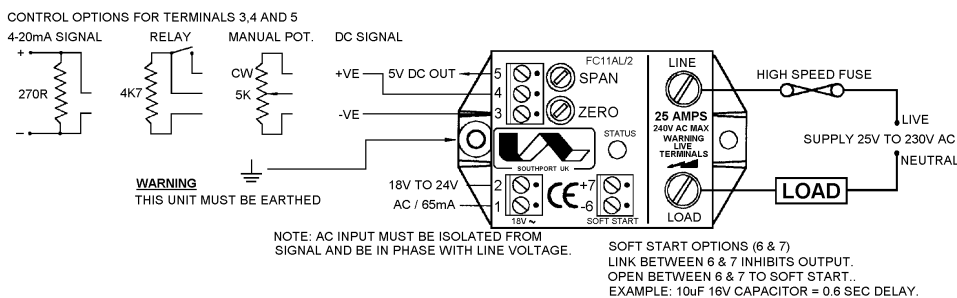 CONTROL OPTIONS FOR TERMINALS 3,4 AND 5
4-20mA SIGNAL RELAY MANUAL POT. DC SIGNAL
+
270R
–
4K7
CW
5K
+VE
-VE
5V DC OUT
5
4
3
FC11AL/2
SPAN
ZERO
STATUS
SOUTHPORT UK
WARNING
THIS UNIT MUST BE EARTHED
18V TO 24V
AC / 65mA
2
1
18V ~
CE
+7
-6
SOFT START
LINE
25 AMPS
240V AC MAX
WARNING
LIVE
TERMINALS
LOAD
HIGH SPEED FUSE
LIVE
SUPPLY 25V TO 230V AC
NEUTRAL
LOAD
NOTE: AC INPUT MUST BE ISOLATED FROM
SIGNAL AND BE IN PHASE WITH LINE VOLTAGE.
SOFT START OPTIONS (6 & 7)
LINK BETWEEN 6 & 7 INHIBITS OUTPUT.
OPEN BETWEEN 6 & 7 TO SOFT START..
EXAMPLE: 10uF 16V CAPACITOR = 0.6 SEC DELAY.